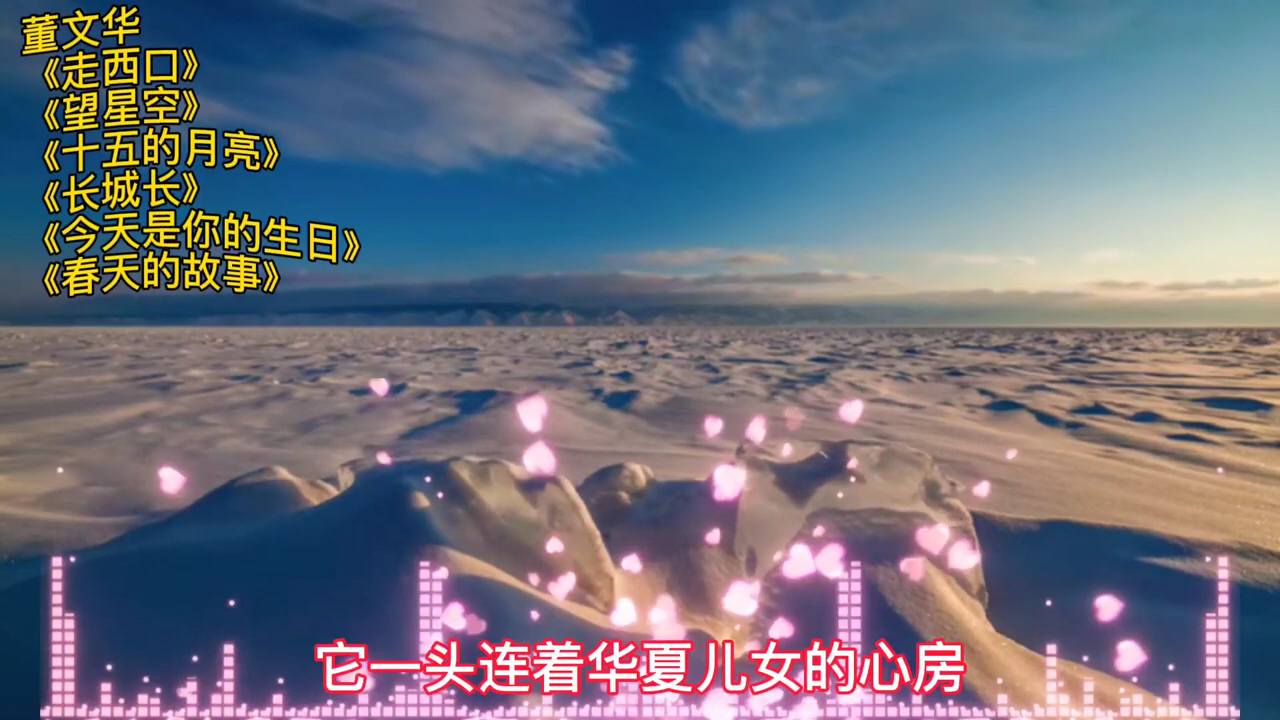 董文华
《走西口》
《望星空》
《十五的月亮》
《长城长》
《今天是你的生日》
《春天的故事》
它一头连着华夏儿女的心房